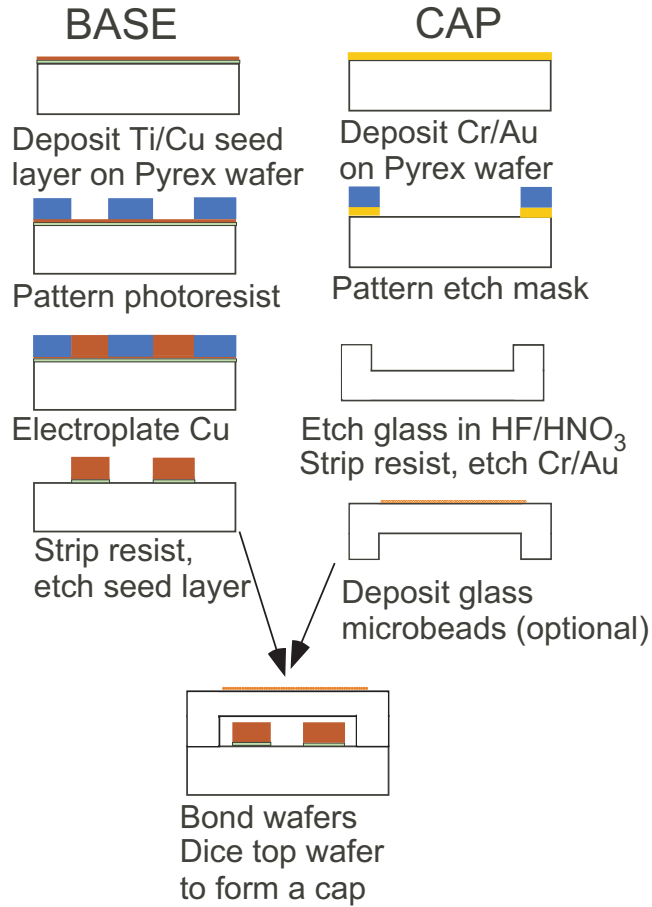 BASE
Deposit Ti/Cu seed
layer on Pyrex wafer
Pattern photoresist
Electroplate Cu
Strip resist,
etch seed layer
CAP
Deposit Cr/Au
on Pyrex wafer
Pattern etch mask
Etch glass in HF/HNO₃
Strip resist, etch Cr/Au
Deposit glass
microbeads (optional)
Bond wafers
Dice top wafer
to form a cap